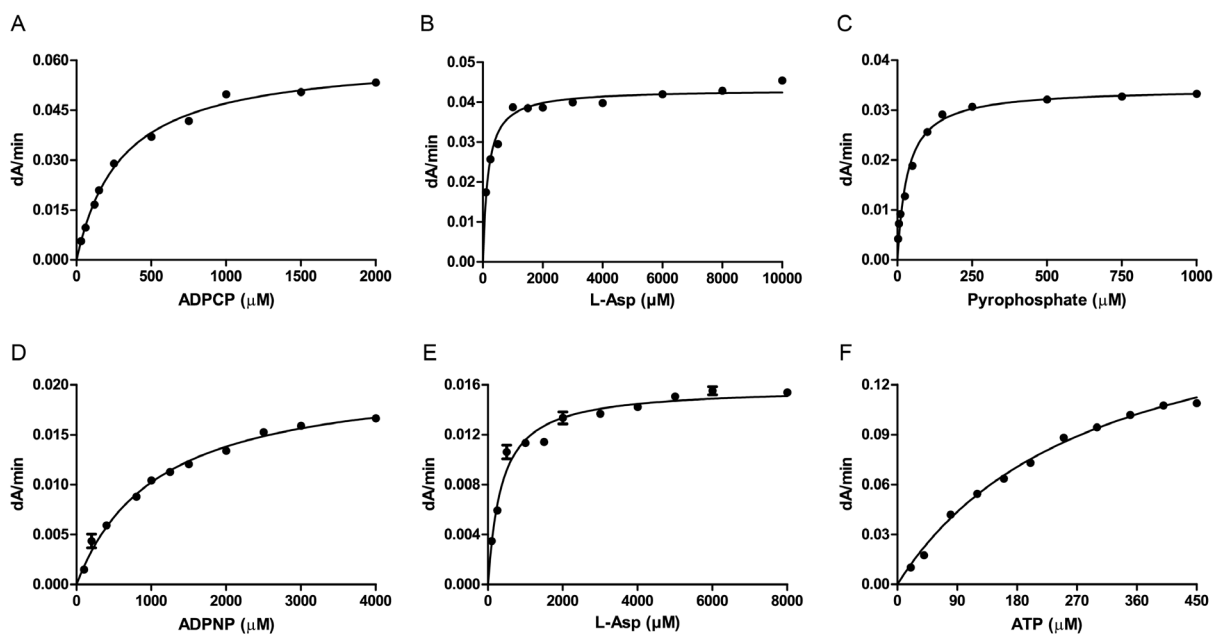 A
dA/min
0.060
0.045
0.030
0.015
0.000
0 500 1000 1500 2000
ADPCP (μM)
B
dA/min
0.05
0.04
0.03
0.02
0.01
0.00
0 2000 4000 6000 8000 10000
L-Asp (µM)
C
dA/min
0.04
0.03
0.02
0.01
0.00
0 250 500 750 1000
Pyrophosphate (μM)
D
dA/min
0.020
0.015
0.010
0.005
0.000
0 1000 2000 3000 4000
ADPNP (μM)
E
dA/min
0.016
0.012
0.008
0.004
0.000
0 2000 4000 6000 8000
L-Asp (µM)
F
dA/min
0.12
0.09
0.06
0.03
0.00
0 90 180 270 360 450
ATP (μM)